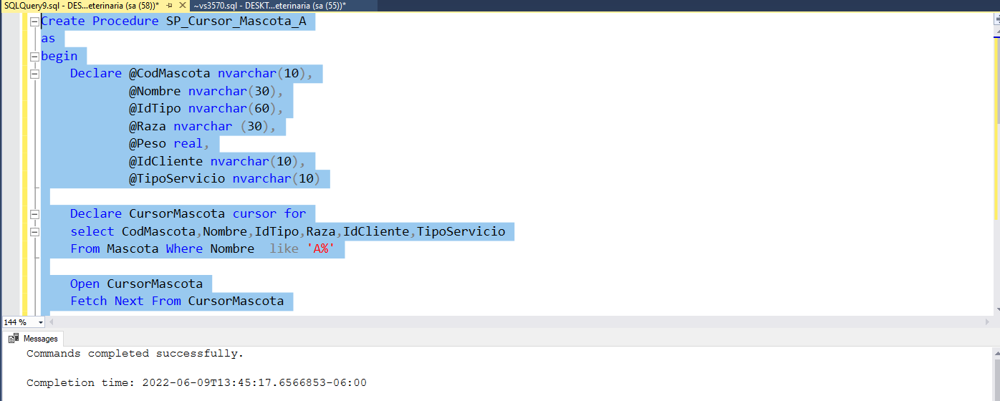 SQLQuery9.sql - DES...eterinaria (sa (58))* ~vs3570.sql - DESKT...eterinaria (sa (55))*
Create Procedure SP_Cursor_Mascota_A
as
begin
Declare @CodMascota nvarchar(10),
@Nombre nvarchar(30),
@IdTipo nvarchar(60),
@Raza nvarchar (30),
@Peso real,
@IdCliente nvarchar(10),
@TipoServicio nvarchar(10)
Declare CursorMascota cursor for
select CodMascota,Nombre,IdTipo,Raza,IdCliente,TipoServicio
From Mascota Where Nombre  like 'A%'
Open CursorMascota
Fetch Next From CursorMascota
144 %
Messages
Commands completed successfully.
Completion time: 2022-06-09T13:45:17.6566853-06:00